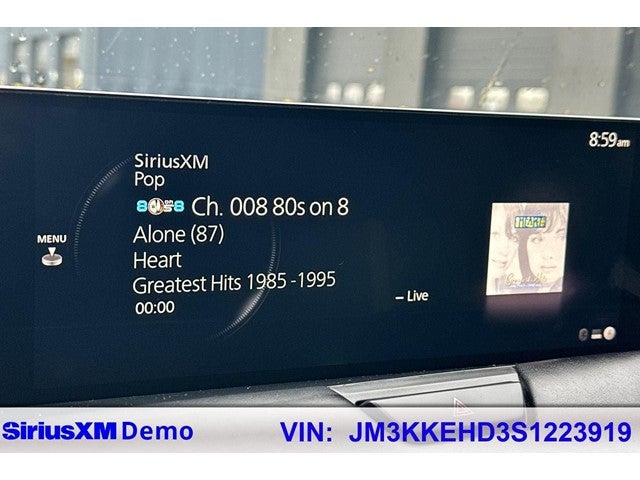 8:59am
SiriusXM
Pop
Ch. 008 80s on 8
MENU
Alone (87)
Heart
Greatest Hits 1985 -1995
00:00
– Live
SiriusXM Demo
VIN: JM3KKEHD3S1223919